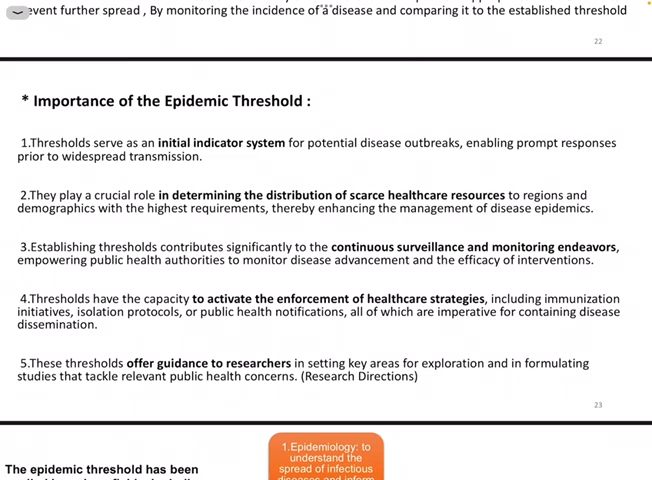 event further spread , By monitoring the incidence of a disease and comparing it to the established threshold
22
* Importance of the Epidemic Threshold :
1.Thresholds serve as an initial indicator system for potential disease outbreaks, enabling prompt responses
prior to widespread transmission.
2.They play a crucial role in determining the distribution of scarce healthcare resources to regions and
demographics with the highest requirements, thereby enhancing the management of disease epidemics.
3.Establishing thresholds contributes significantly to the continuous surveillance and monitoring endeavors,
empowering public health authorities to monitor disease advancement and the efficacy of interventions.
4.Thresholds have the capacity to activate the enforcement of healthcare strategies, including immunization
initiatives, isolation protocols, or public health notifications, all of which are imperative for containing disease
dissemination.
5.These thresholds offer guidance to researchers in setting key areas for exploration and in formulating
studies that tackle relevant public health concerns. (Research Directions)
23
The epidemic threshold has been
1.Epidemiology: to
understand the
spread of infectious
diseases and inform